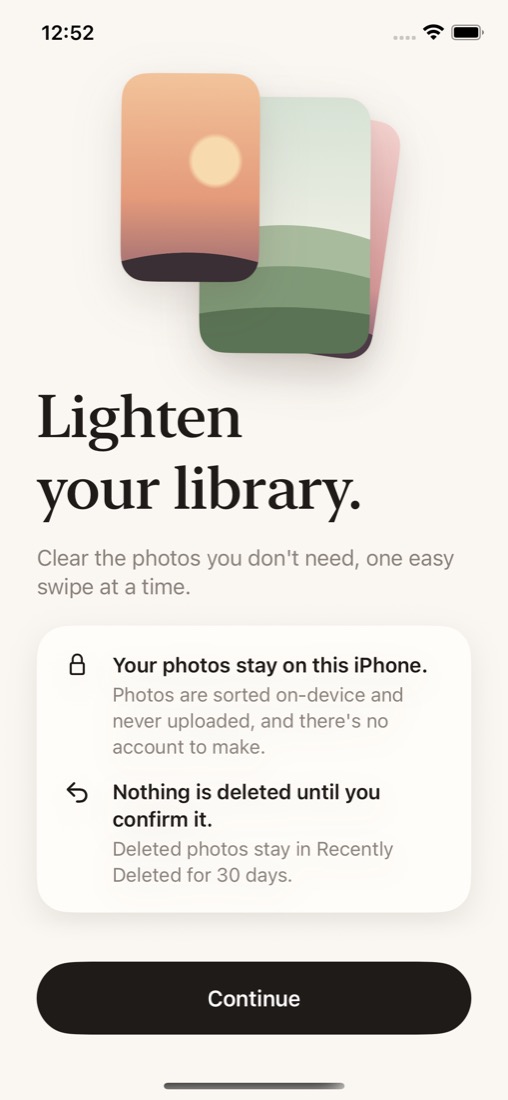 12:52
Lighten
your library.
Clear the photos you don't need, one easy
swipe at a time.
Your photos stay on this iPhone.
Photos are sorted on-device and
never uploaded, and there's no
account to make.
Nothing is deleted until you
confirm it.
Deleted photos stay in Recently
Deleted for 30 days.
Continue